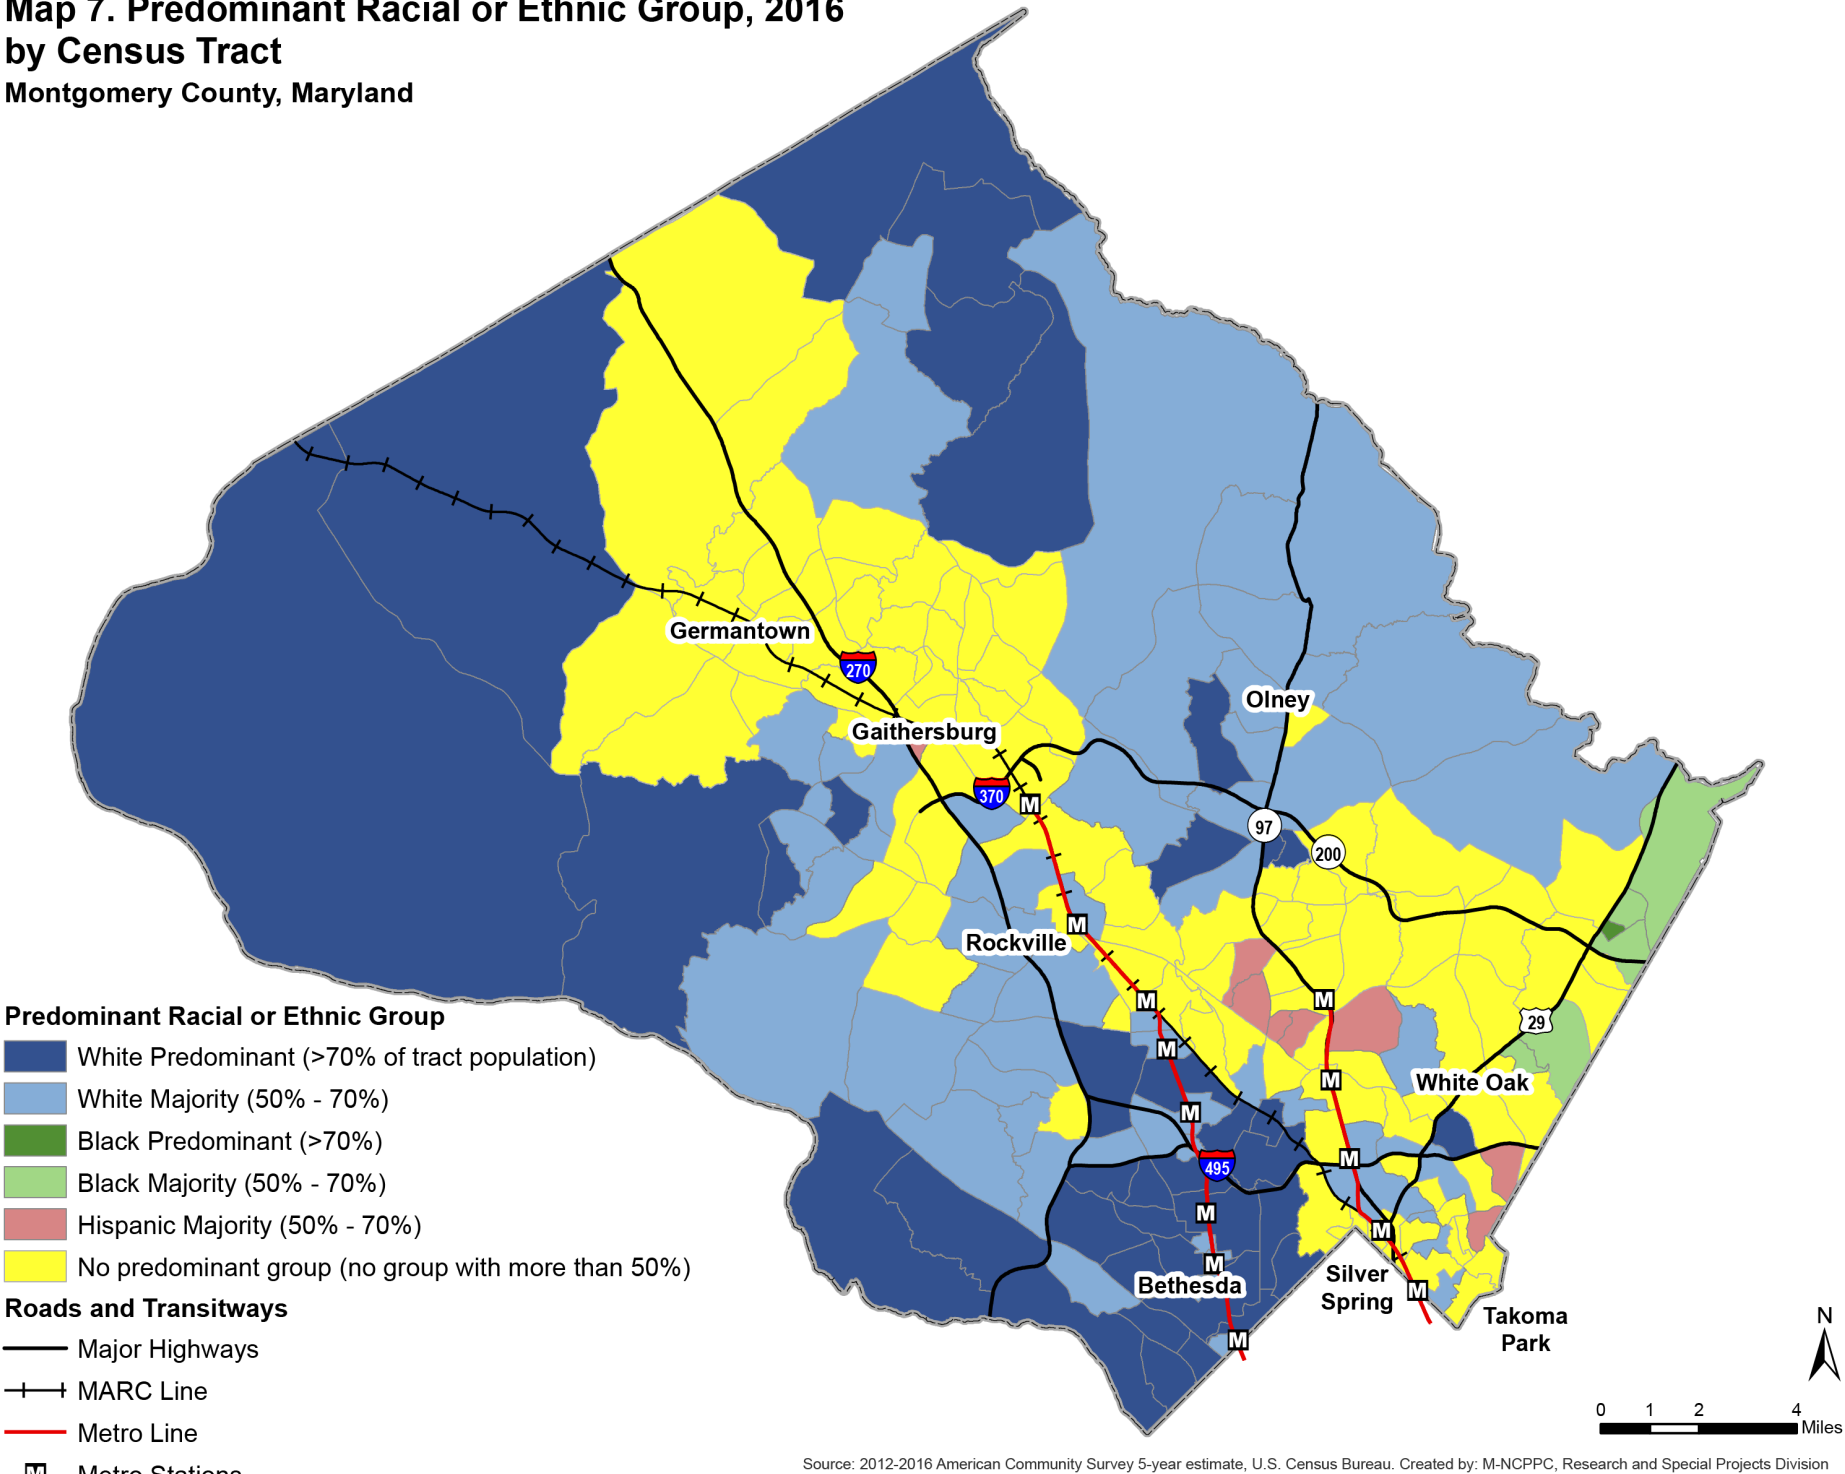 Map 7. Predominant Racial or Ethnic Group, 2016
by Census Tract
Montgomery County, Maryland
Germantown
270
Gaithersburg
Olney
370
M
97
200
M
Rockville
M
M
29
M
White Oak
M
M
M
495
M
M
M
Bethesda
Silver
Spring
M
Takoma
Park
M
Predominant Racial or Ethnic Group
White Predominant (>70% of tract population)
White Majority (50% - 70%)
Black Predominant (>70%)
Black Majority (50% - 70%)
Hispanic Majority (50% - 70%)
No predominant group (no group with more than 50%)
Roads and Transitways
Major Highways
MARC Line
Metro Line
M Metro Stations
N
0 1 2 4
Miles
Source: 2012-2016 American Community Survey 5-year estimate, U.S. Census Bureau. Created by: M-NCPPC, Research and Special Projects Division